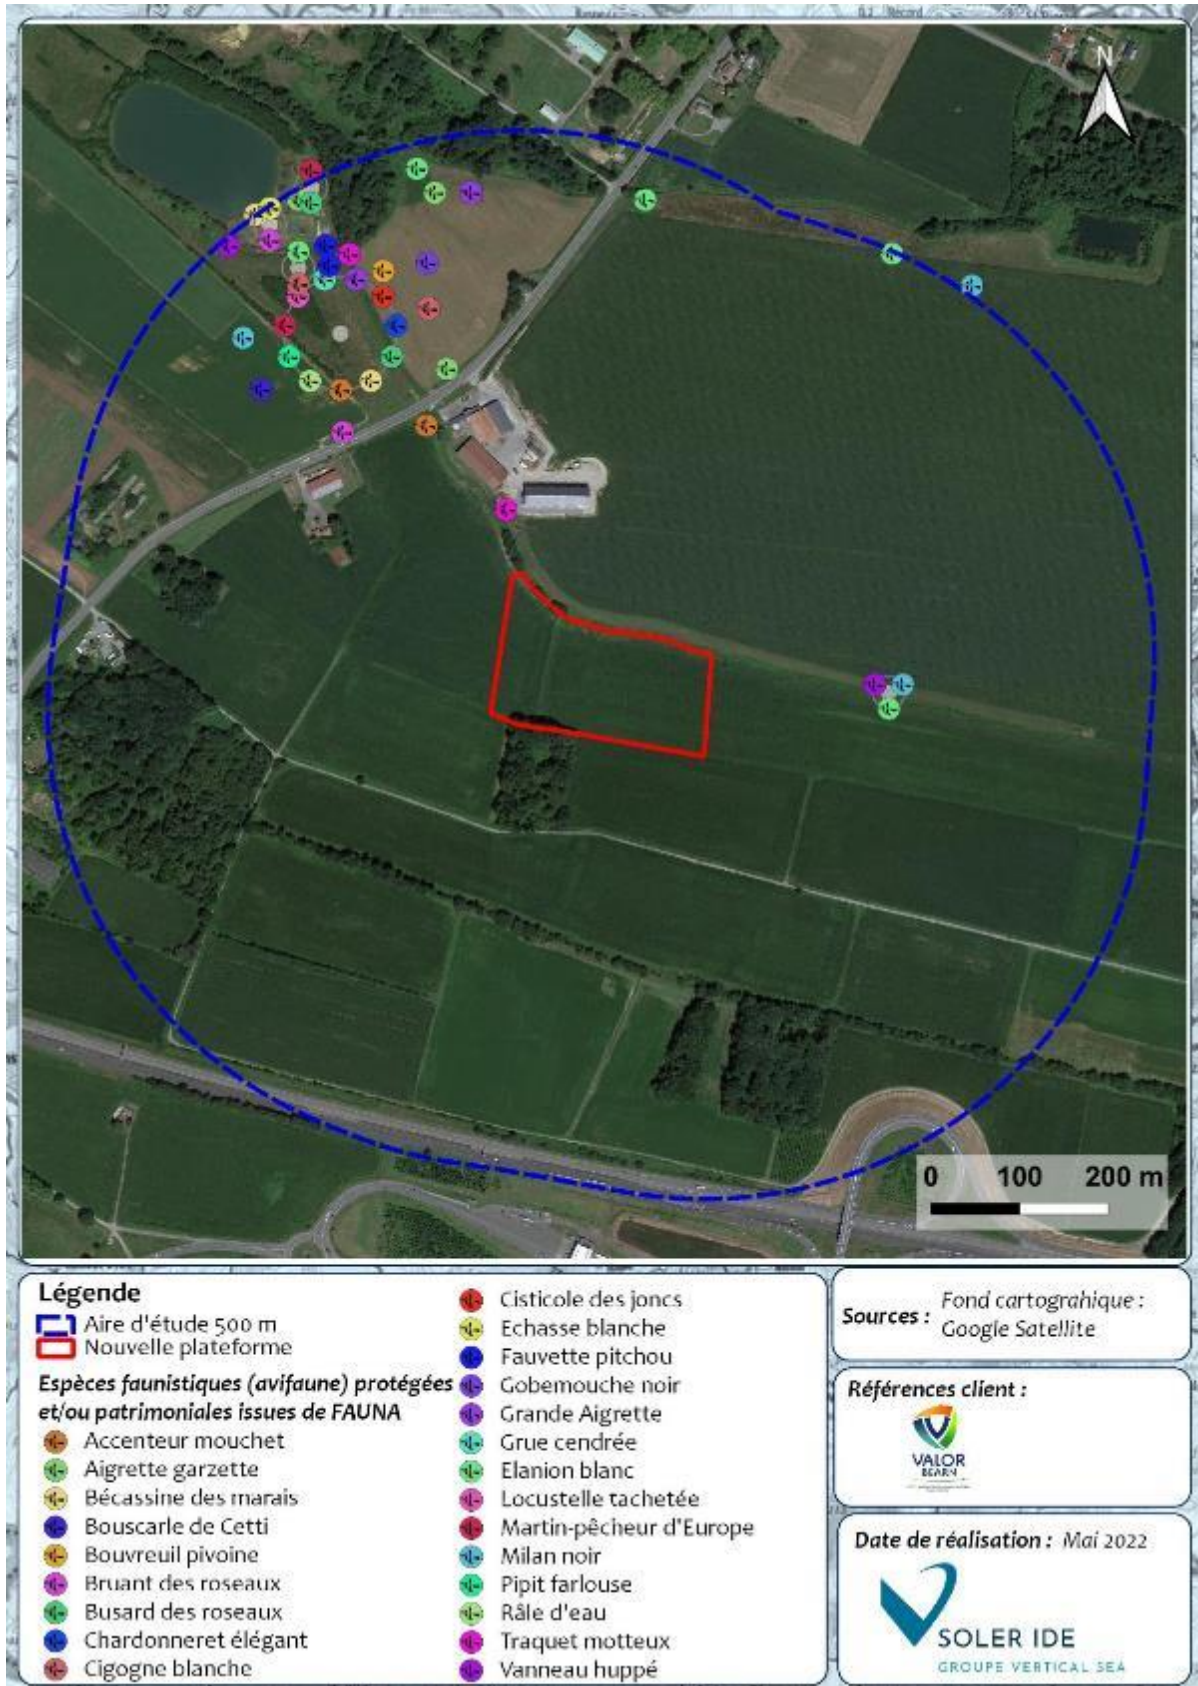 N
0 100 200 m
Légende
Aire d'étude 500 m
Nouvelle plateforme
Espèces faunistiques (avifaune) protégées
et/ou patrimoniales issues de FAUNA
Accenteur mouchet
Aigrette garzette
Bécassine des marais
Bouscarle de Cetti
Bouvreuil pivoine
Bruant des roseaux
Busard des roseaux
Chardonneret élégant
Cigogne blanche
Cisticole des joncs
Echasse blanche
Fauvette pitchou
Gobemouche noir
Grande Aigrette
Grue cendrée
Elanion blanc
Locustelle tachetée
Martin-pêcheur d'Europe
Milan noir
Pipit farlouse
Râle d'eau
Traquet motteux
Vanneau huppé
Sources : Fond cartograhique :
Google Satellite
Références client :
VALOR
BEARN
Date de réalisation : Mai 2022
SOLER IDE
GROUPE VERTICAL SEA